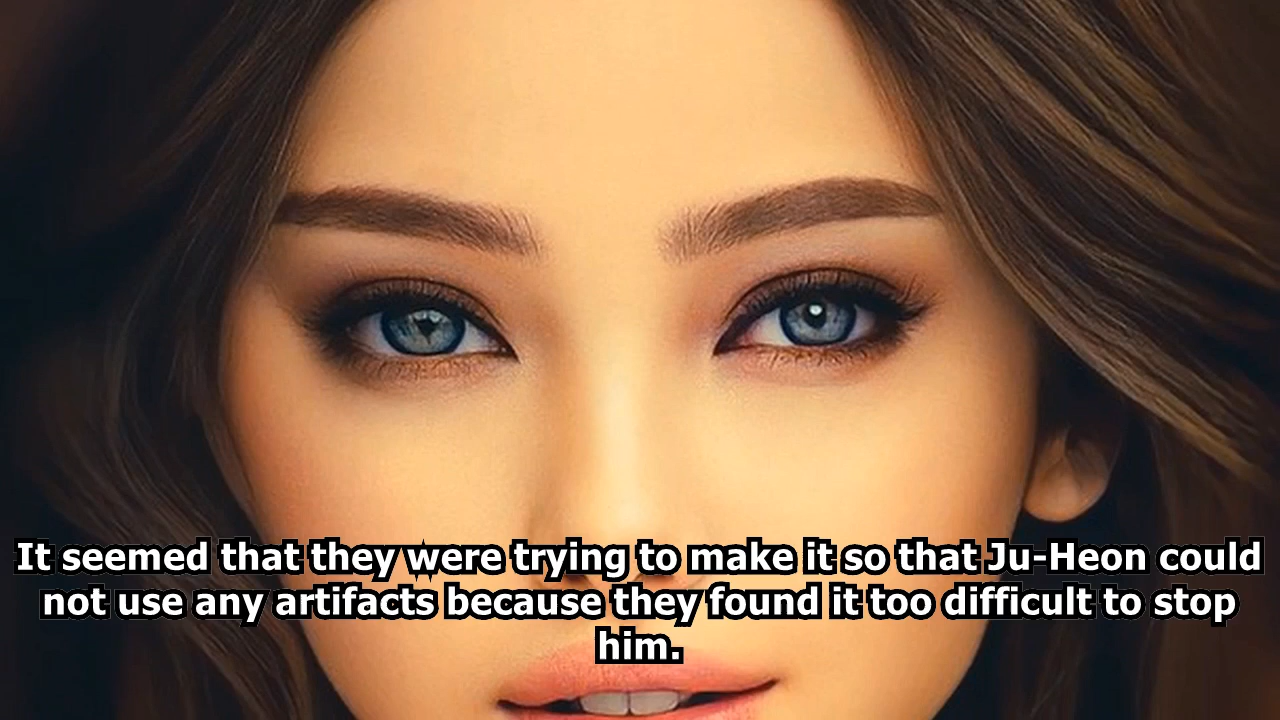 It seemed that they were trying to make it so that Ju-Heon could
not use any artifacts because they found it too difficult to stop
him.